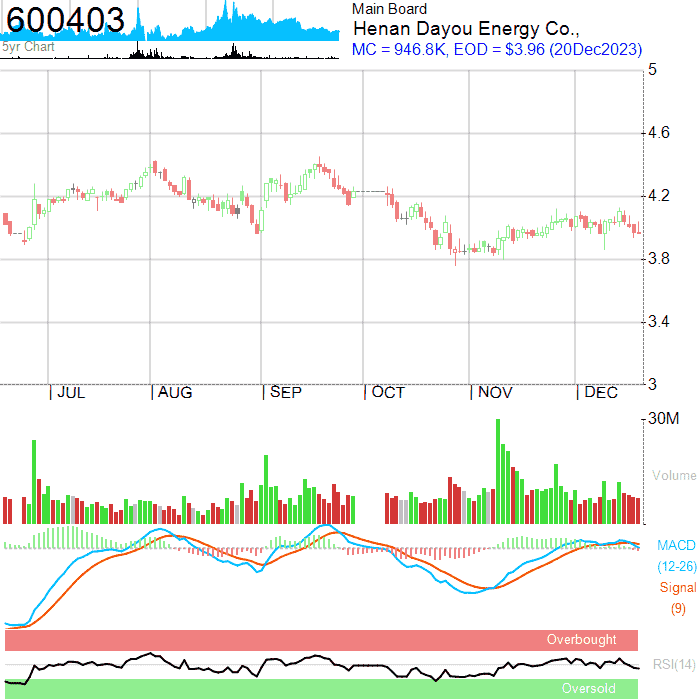 600403
5yr Chart
Main Board
Henan Dayou Energy Co.,
MC = 946.8K, EOD = $3.96 (20Dec2023)
5
4.6
4.2
3.8
3.4
3
JUL
AUG
SEP
OCT
NOV
DEC
30M
Volume
MACD
(12-26)
Signal
(9)
Overbought
RSI(14)
Oversold